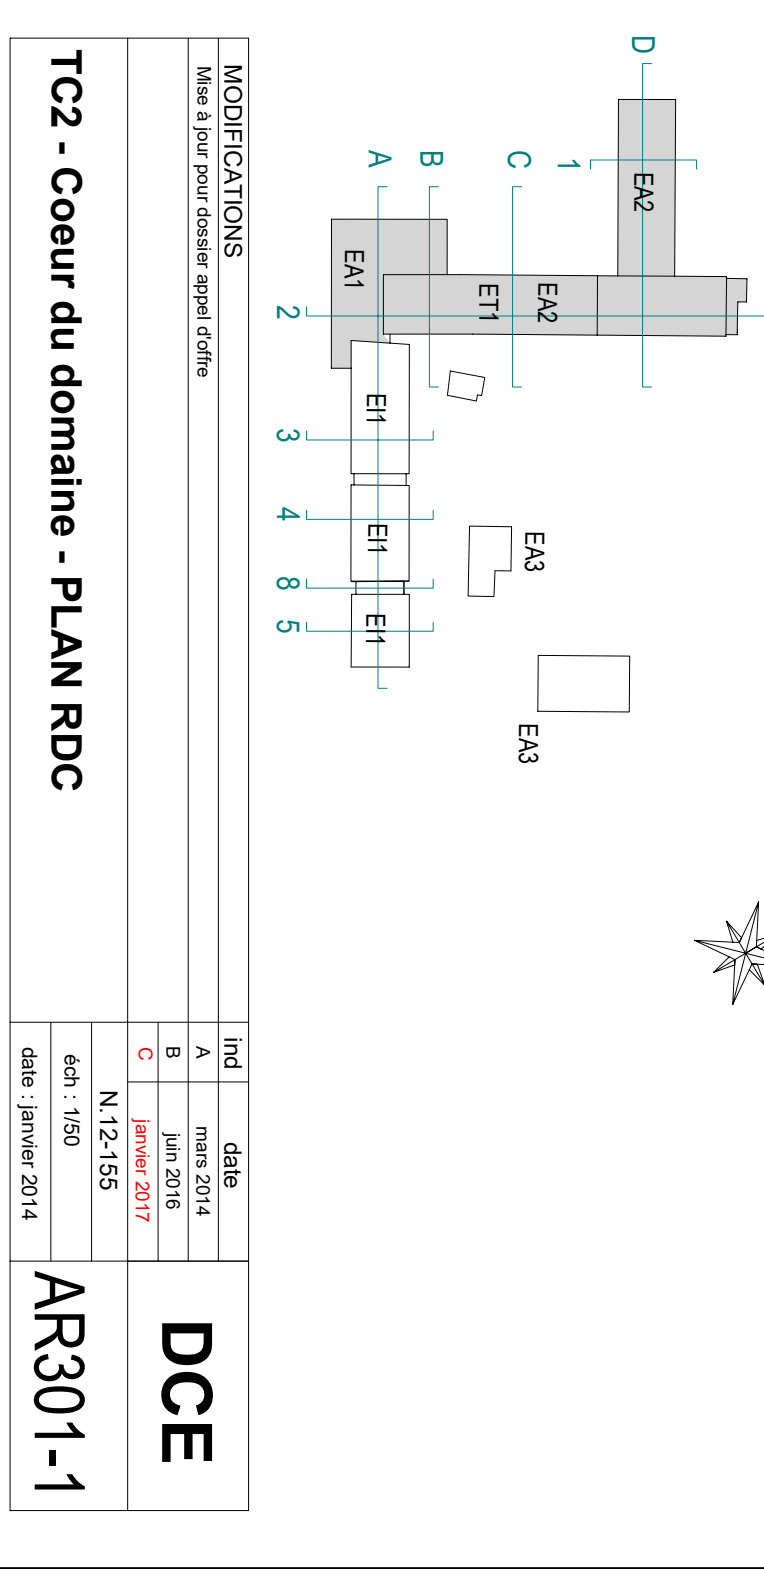 D
1
C
B
A
EA2
EA1
ET1
EA2
2
EI1
3
EI1
4
8
EI1
5
EA3
EA3
MODIFICATIONS
ind
date
Mise à jour pour dossier appel d'offre
A
mars 2014
B
juin 2016
C
janvier 2017
DCE
TC2 - Coeur du domaine - PLAN RDC
N.12-155
éch : 1/50
date : janvier 2014
AR301-1